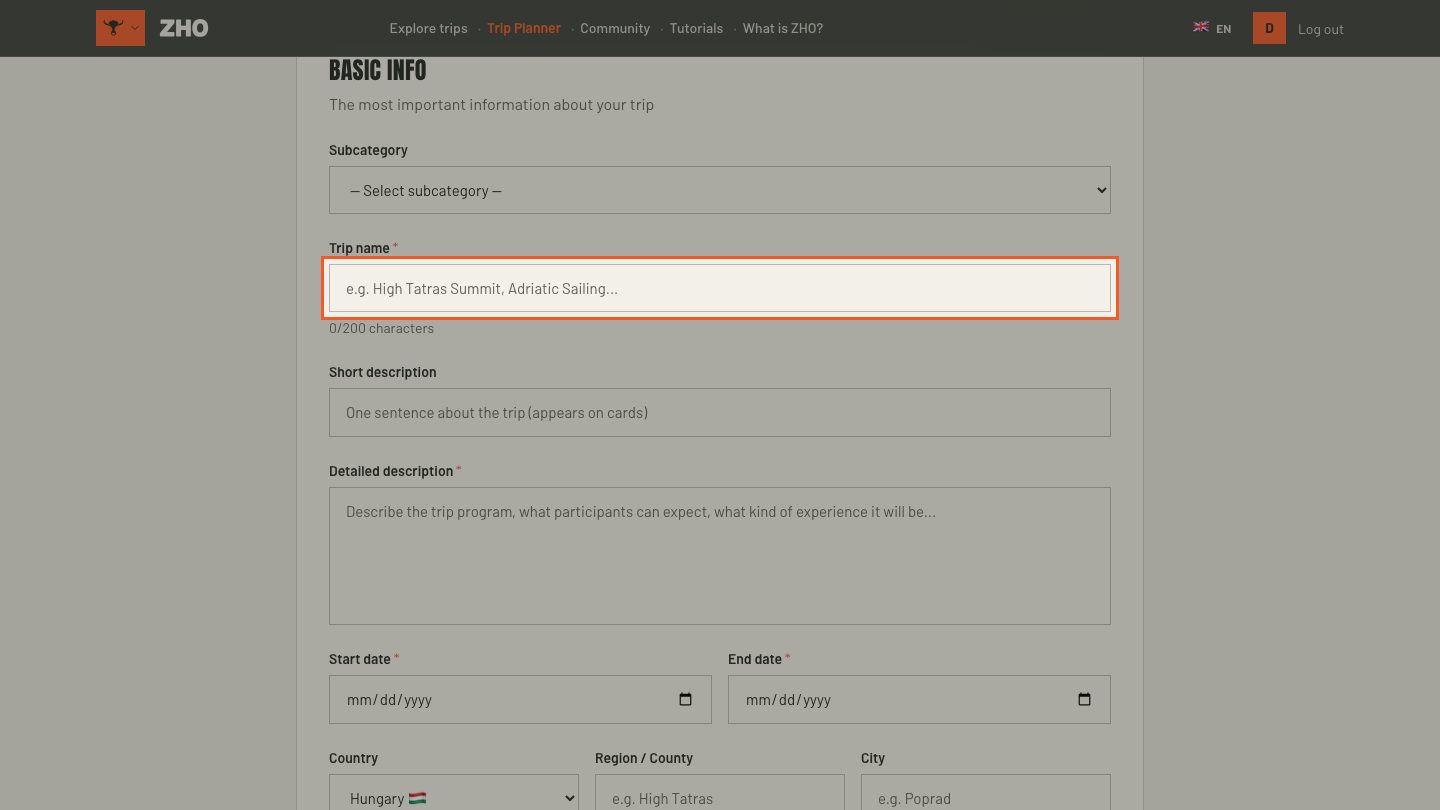 ZHO
Explore trips · Trip Planner · Community · Tutorials · What is ZHO?
EN
D
Log out
BASIC INFO
The most important information about your trip
Subcategory
— Select subcategory —
Trip name *
e.g. High Tatras Summit, Adriatic Sailing...
0/200 characters
Short description
One sentence about the trip (appears on cards)
Detailed description *
Describe the trip program, what participants can expect, what kind of experience it will be...
Start date * End date *
mm/dd/yyyy mm/dd/yyyy
Country Region / County City
Hungary e.g. High Tatras e.g. Poprad